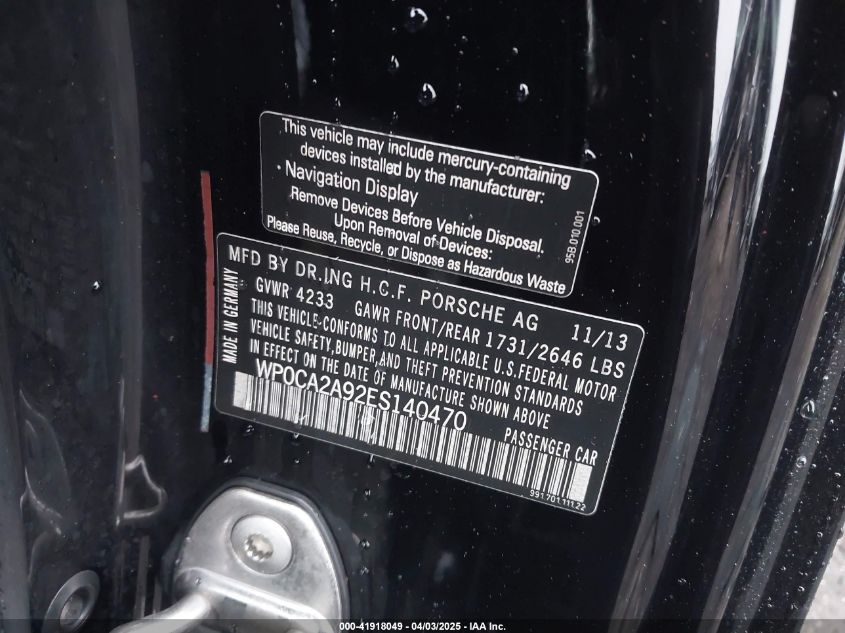 This vehicle may include mercury-containing
devices installed by the manufacturer:
· Navigation Display
Remove Devices Before Vehicle Disposal.
Upon Removal of Devices:
Please Reuse, Recycle, or Dispose as Hazardous Waste
95B.010.001
MFD BY DR.ING H.C.F. PORSCHE AG 11/13
GVWR 4233 GAWR FRONT/REAR 1731/2646 LBS
THIS VEHICLE CONFORMS TO ALL APPLICABLE U.S.FEDERAL MOTOR
VEHICLE SAFETY,BUMPER,AND THEFT PREVENTION STANDARDS
IN EFFECT ON THE DATE OF MANUFACTURE SHOWN ABOVE
WP0CA2A92ES140470
PASSENGER CAR
MADE IN GERMANY
991.701.111.22
000-41918049 - 04/03/2025 - IAA Inc.